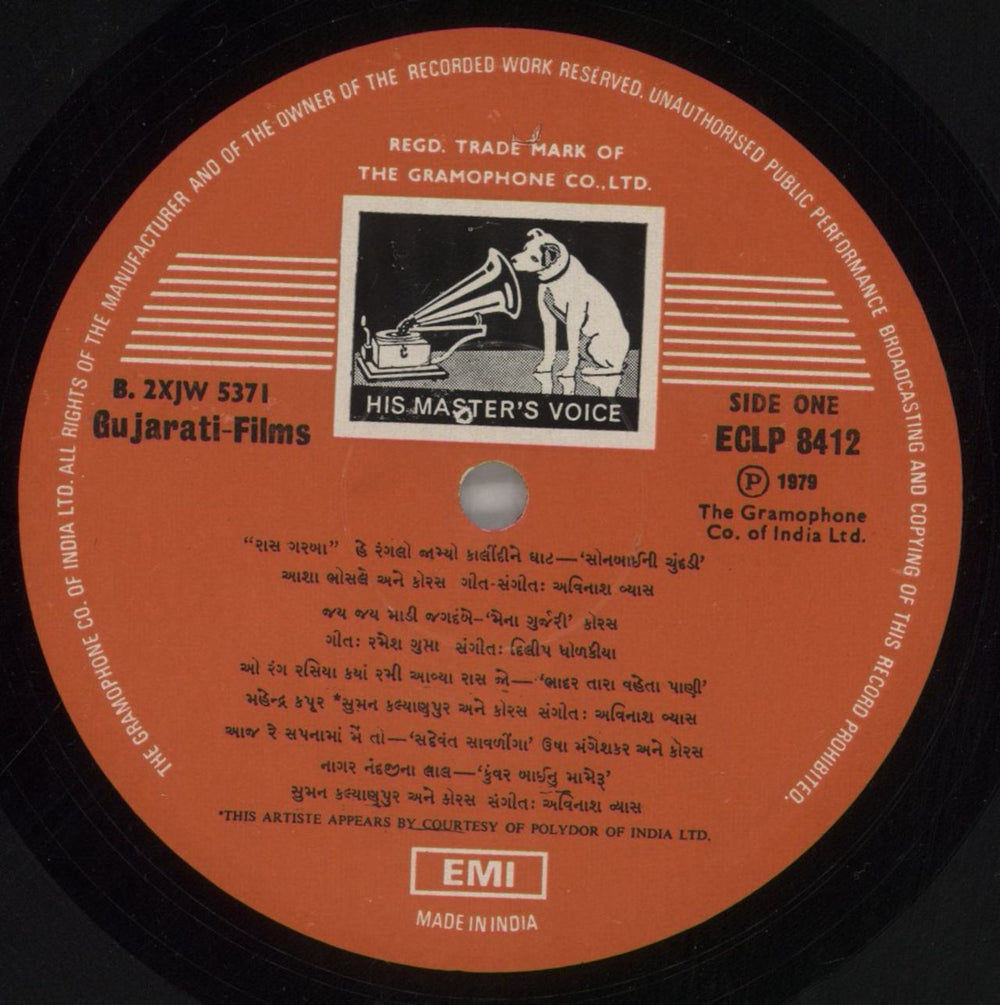 THE GRAMOPHONE CO. OF INDIA LTD. ALL RIGHTS OF THE MANUFACTURER AND OF THE OWNER OF THE RECORDED WORK RESERVED. UNAUTHORISED PUBLIC PERFORMANCE BROADCASTING AND COPYING OF THIS RECORD PROHIBITED.
REGD. TRADE MARK OF
THE GRAMOPHONE CO.,LTD.
HIS MASTER'S VOICE
B. 2XJW 5371
Gujarati-Films
SIDE ONE
ECLP 8412
Ⓟ 1979
The Gramophone
Co. of India Ltd.
“રાસ ગરબા” હે રંગલો જામ્યો કાલીંદીને ઘાટ—‘સોનબાઈની ચુંદડી’
આશા ભોસલે અને કોરસ ગીત-સંગીત: અવિનાશ વ્યાસ
જય જય માડી જગદંબે—‘મેના ગુર્જરી’ કોરસ
ગીત: રમેશ ગુપ્તા સંગીત: દિલીપ ધોળકીયા
ઓ રંગ રસિયા કયાં રમી આવ્યા રાસ જો—‘ભાદર તારા વહેતા પાણી’
મહેન્દ્ર કપૂર *સુમન કલ્યાણપુર અને કોરસ સંગીત: અવિનાશ વ્યાસ
આજ રે સપનામાં મેં તો—‘સદેવંત સાવળીંગા’ ઉષા મંગેશકર અને કોરસ
નાગર નંદજીના લાલ—‘કુંવર બાઈનુ મામેરૂ’
સુમન કલ્યાણપુર અને કોરસ સંગીત: અવિનાશ વ્યાસ
*THIS ARTISTE APPEARS BY COURTESY OF POLYDOR OF INDIA LTD.
EMI
MADE IN INDIA